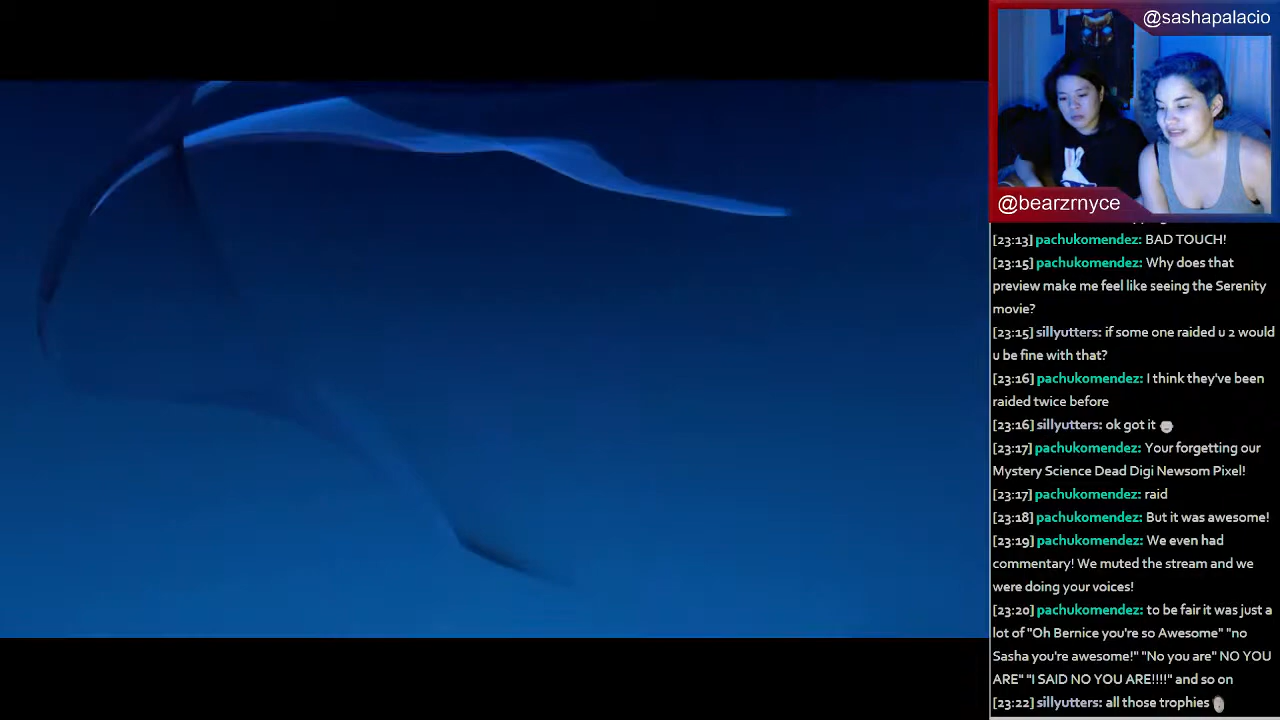 @sashapalacio
@bearzrnyce
[23:13] pachukomendez: BAD TOUCH!
[23:15] pachukomendez: Why does that
preview make me feel like seeing the Serenity
movie?
[23:15] sillyutters: if some one raided u 2 would
u be fine with that?
[23:16] pachukomendez: I think they've been
raided twice before
[23:16] sillyutters: ok got it
[23:17] pachukomendez: Your forgetting our
Mystery Science Dead Digi Newsom Pixel!
[23:17] pachukomendez: raid
[23:18] pachukomendez: But it was awesome!
[23:19] pachukomendez: We even had
commentary! We muted the stream and we
were doing your voices!
[23:20] pachukomendez: to be fair it was just a
lot of "Oh Bernice you're so Awesome" "no
Sasha you're awesome!" "No you are" NO YOU
ARE" "I SAID NO YOU ARE!!!!" and so on
[23:22] sillyutters: all those trophies